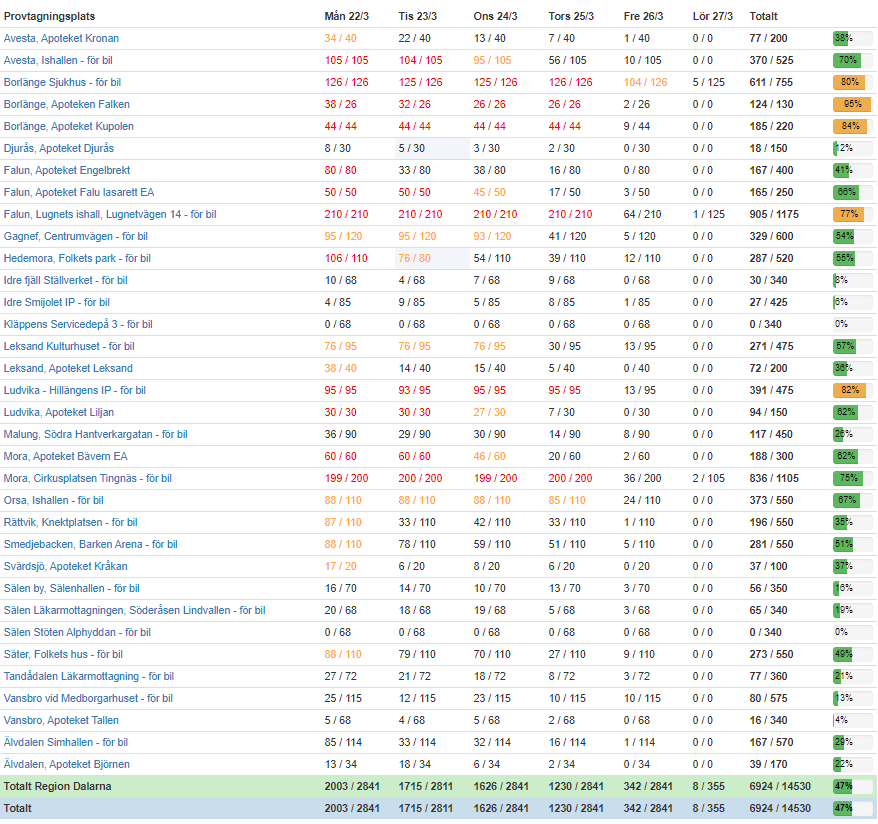 Provtagningsplats Mån 22/3 Tis 23/3 Ons 24/3 Tors 25/3 Fre 26/3 Lör 27/3 Totalt
Avesta, Apoteket Kronan 34 / 40 22 / 40 13 / 40 7 / 40 1 / 40 0 / 0 77 / 200 38%
Avesta, Ishallen - för bil 105 / 105 104 / 105 95 / 105 56 / 105 10 / 105 0 / 0 370 / 525 70%
Borlänge Sjukhus - för bil 126 / 126 125 / 126 125 / 126 126 / 126 104 / 126 5 / 125 611 / 755 80%
Borlänge, Apoteken Falken 38 / 26 32 / 26 26 / 26 26 / 26 2 / 26 0 / 0 124 / 130 95%
Borlänge, Apoteket Kupolen 44 / 44 44 / 44 44 / 44 44 / 44 9 / 44 0 / 0 185 / 220 84%
Djurås, Apoteket Djurås 8 / 30 5 / 30 3 / 30 2 / 30 0 / 30 0 / 0 18 / 150 12%
Falun, Apoteket Engelbrekt 80 / 80 33 / 80 38 / 80 16 / 80 0 / 80 0 / 0 167 / 400 41%
Falun, Apoteket Falu lasarett EA 50 / 50 50 / 50 45 / 50 17 / 50 3 / 50 0 / 0 165 / 250 66%
Falun, Lugnets ishall, Lugnetvägen 14 - för bil 210 / 210 210 / 210 210 / 210 210 / 210 64 / 210 1 / 125 905 / 1175 77%
Gagnef, Centrumvägen - för bil 95 / 120 95 / 120 93 / 120 41 / 120 5 / 120 0 / 0 329 / 600 54%
Hedemora, Folkets park - för bil 106 / 110 76 / 80 54 / 110 39 / 110 12 / 110 0 / 0 287 / 520 55%
Idre fjäll Ställverket - för bil 10 / 68 4 / 68 7 / 68 9 / 68 0 / 68 0 / 0 30 / 340 8%
Idre Smijolet IP - för bil 4 / 85 9 / 85 5 / 85 8 / 85 1 / 85 0 / 0 27 / 425 6%
Kläppens Servicedepå 3 - för bil 0 / 68 0 / 68 0 / 68 0 / 68 0 / 68 0 / 0 0 / 340 0%
Leksand Kulturhuset - för bil 76 / 95 76 / 95 76 / 95 30 / 95 13 / 95 0 / 0 271 / 475 57%
Leksand, Apoteket Leksand 38 / 40 14 / 40 15 / 40 5 / 40 0 / 40 0 / 0 72 / 200 36%
Ludvika - Hillängens IP - för bil 95 / 95 93 / 95 95 / 95 95 / 95 13 / 95 0 / 0 391 / 475 82%
Ludvika, Apoteket Liljan 30 / 30 30 / 30 27 / 30 7 / 30 0 / 30 0 / 0 94 / 150 62%
Malung, Södra Hantverkargatan - för bil 36 / 90 29 / 90 30 / 90 14 / 90 8 / 90 0 / 0 117 / 450 26%
Mora, Apoteket Bävern EA 60 / 60 60 / 60 46 / 60 20 / 60 2 / 60 0 / 0 188 / 300 62%
Mora, Cirkusplatsen Tingnäs - för bil 199 / 200 200 / 200 199 / 200 200 / 200 36 / 200 2 / 105 836 / 1105 75%
Orsa, Ishallen - för bil 88 / 110 88 / 110 88 / 110 85 / 110 24 / 110 0 / 0 373 / 550 67%
Rättvik, Knektplatsen - för bil 87 / 110 33 / 110 42 / 110 33 / 110 1 / 110 0 / 0 196 / 550 35%
Smedjebacken, Barken Arena - för bil 88 / 110 78 / 110 59 / 110 51 / 110 5 / 110 0 / 0 281 / 550 51%
Svärdsjö, Apoteket Kråkan 17 / 20 6 / 20 8 / 20 6 / 20 0 / 20 0 / 0 37 / 100 37%
Sälen by, Sälenhallen - för bil 16 / 70 14 / 70 10 / 70 13 / 70 3 / 70 0 / 0 56 / 350 16%
Sälen Läkarmottagningen, Söderåsen Lindvallen - för bil 20 / 68 18 / 68 19 / 68 5 / 68 3 / 68 0 / 0 65 / 340 19%
Sälen Stöten Alphyddan - för bil 0 / 68 0 / 68 0 / 68 0 / 68 0 / 68 0 / 0 0 / 340 0%
Säter, Folkets hus - för bil 88 / 110 79 / 110 70 / 110 27 / 110 9 / 110 0 / 0 273 / 550 49%
Tandådalen Läkarmottagning - för bil 27 / 72 21 / 72 18 / 72 8 / 72 3 / 72 0 / 0 77 / 360 21%
Vansbro vid Medborgarhuset - för bil 25 / 115 12 / 115 23 / 115 10 / 115 10 / 115 0 / 0 80 / 575 13%
Vansbro, Apoteket Tallen 5 / 68 4 / 68 5 / 68 2 / 68 0 / 68 0 / 0 16 / 340 4%
Älvdalen Simhallen - för bil 85 / 114 33 / 114 32 / 114 16 / 114 1 / 114 0 / 0 167 / 570 29%
Älvdalen, Apoteket Björnen 13 / 34 18 / 34 6 / 34 2 / 34 0 / 34 0 / 0 39 / 170 22%
Totalt Region Dalarna 2003 / 2841 1715 / 2811 1626 / 2841 1230 / 2841 342 / 2841 8 / 355 6924 / 14530 47%
Totalt 2003 / 2841 1715 / 2811 1626 / 2841 1230 / 2841 342 / 2841 8 / 355 6924 / 14530 47%